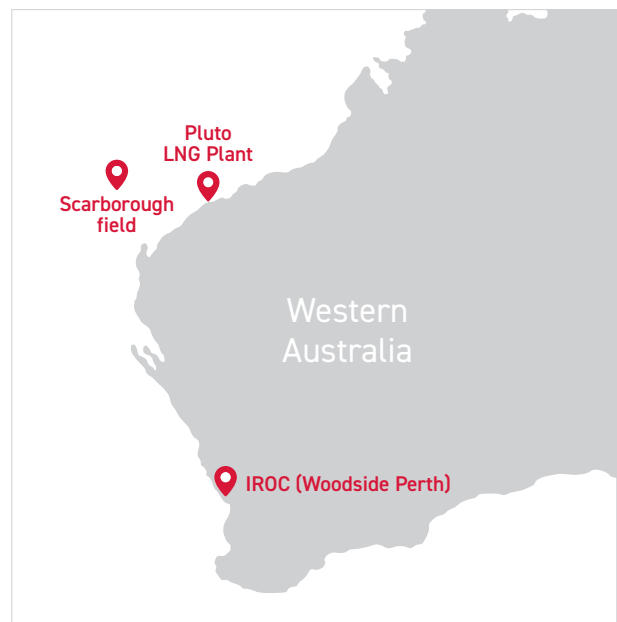 Pluto
LNG Plant
Scarborough
field
Western
Australia
IROC (Woodside Perth)